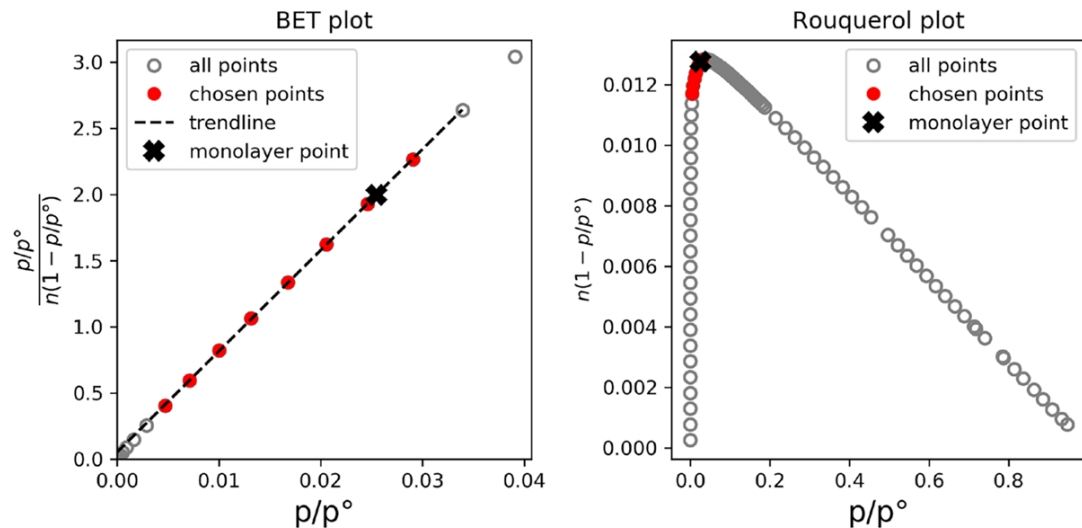 BET plot
3.0
2.5
2.0
1.5
1.0
0.5
0.0
all points
chosen points
trendline
monolayer point
p/p°
n(1 − p/p°)
0.00
0.01
0.02
0.03
0.04
p/p°
Rouquerol plot
0.012
0.010
0.008
0.006
0.004
0.002
0.000
all points
chosen points
monolayer point
n(1 − p/p°)
0.0
0.2
0.4
0.6
0.8
p/p°